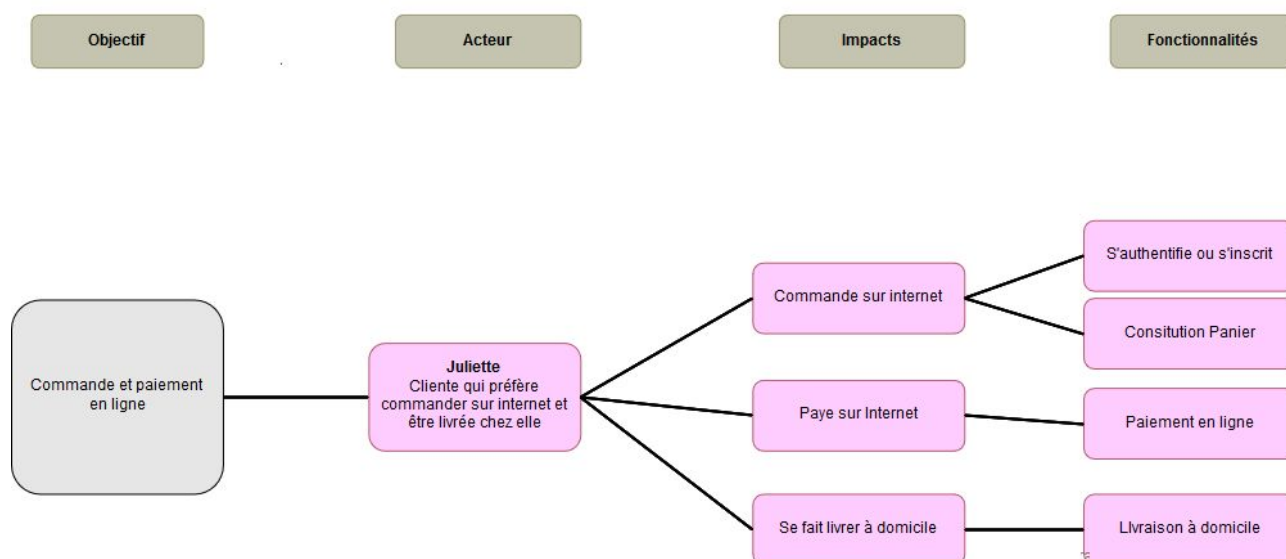 Objectif
Acteur
Impacts
Fonctionnalités
Commande et paiement
en ligne
Juliette
Cliente qui préfère
commander sur internet et
être livrée chez elle
Commande sur internet
Paye sur Internet
Se fait livrer à domicile
S'authentifie ou s'inscrit
Consitution Panier
Paiement en ligne
LIvraison à domicile